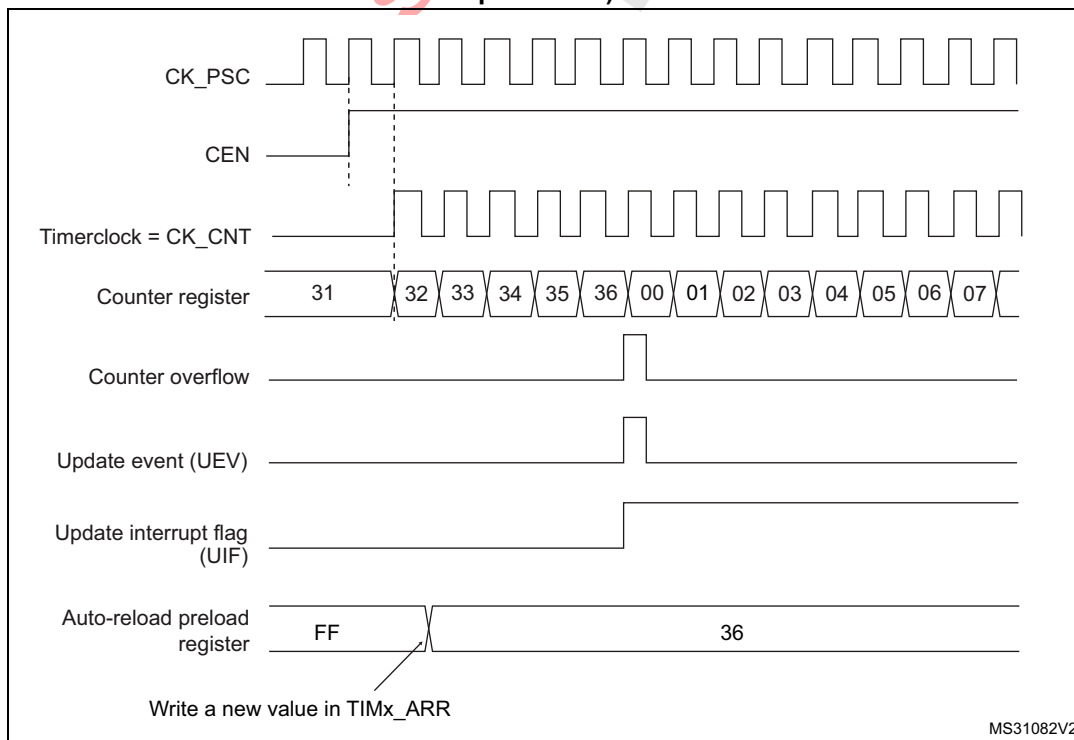 CK_PSC
CEN
Timerclock = CK_CNT
Counter register 31 32 33 34 35 36 00 01 02 03 04 05 06 07
Counter overflow
Update event (UEV)
Update interrupt flag
(UIF)
Auto-reload preload
register
FF 36
Write a new value in TIMx_ARR
MS31082V2